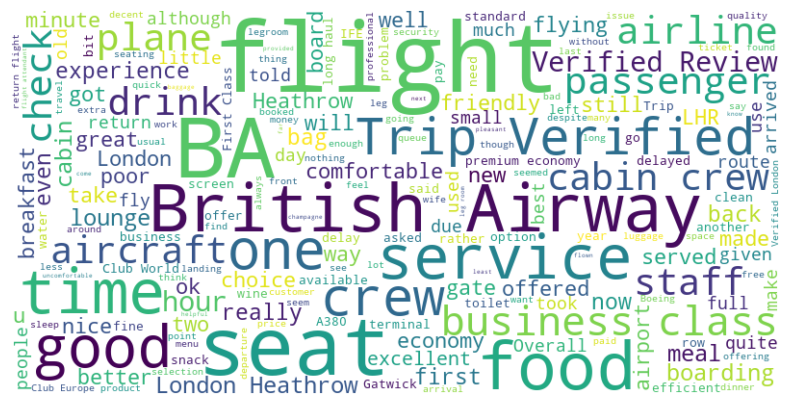 minute
although
decent
legroom
IFE
professional
security
standard
issue
quality
provided
return flight
flight attendant
old
bit
plane
little
flight
board
long haul
problem
thing
well
much
flying
pay
airline
last
without
ticket
found
seating
check
experience
travel
quick
luggage
got
told
Verified Review
passenger
drink
extra
First Class
booked
leg
need
bad
next
cabin
return
usual
work
Heathrow
money
going
queue
pleasant
friendly
still
left
despite
many
Trip
say
know
use
arrived
BA
Trip Verified
will
bag
enough
though
small
long
go
LHR
even
great
London
day
nothing
comfortable
premium economy
delayed
route
breakfast
poor
come
screen
front
feel
always
said
wife
used
new
seemed
cabin crew
take
fly
British Airway
champagne
leg room
best
clean
back
another
Verified London
water
around
lounge
offer
find
due
rather
option
year
luggage
space
made
business
delay
asked
aircraft
one
way
service
served
given
less
uncomfortable
Club World
landing
think
see
lot
available
choice
least
flown
free
Boeing
make
time
ok
hour
wine
customer
crew
gate
offered
toilet
took
want
now
full
staff
people
sleep
fine
nice
two
really
seem
helpful
point
price
A380
terminal
business class
row
quite
good
menu
snack
seat
departure
economy
excellent
food
Overall
paid
airport
meal
offering
better
selection
first
boarding
efficient
dinner
Club Europe
product
London Heathrow
arrival
Gatwick
u